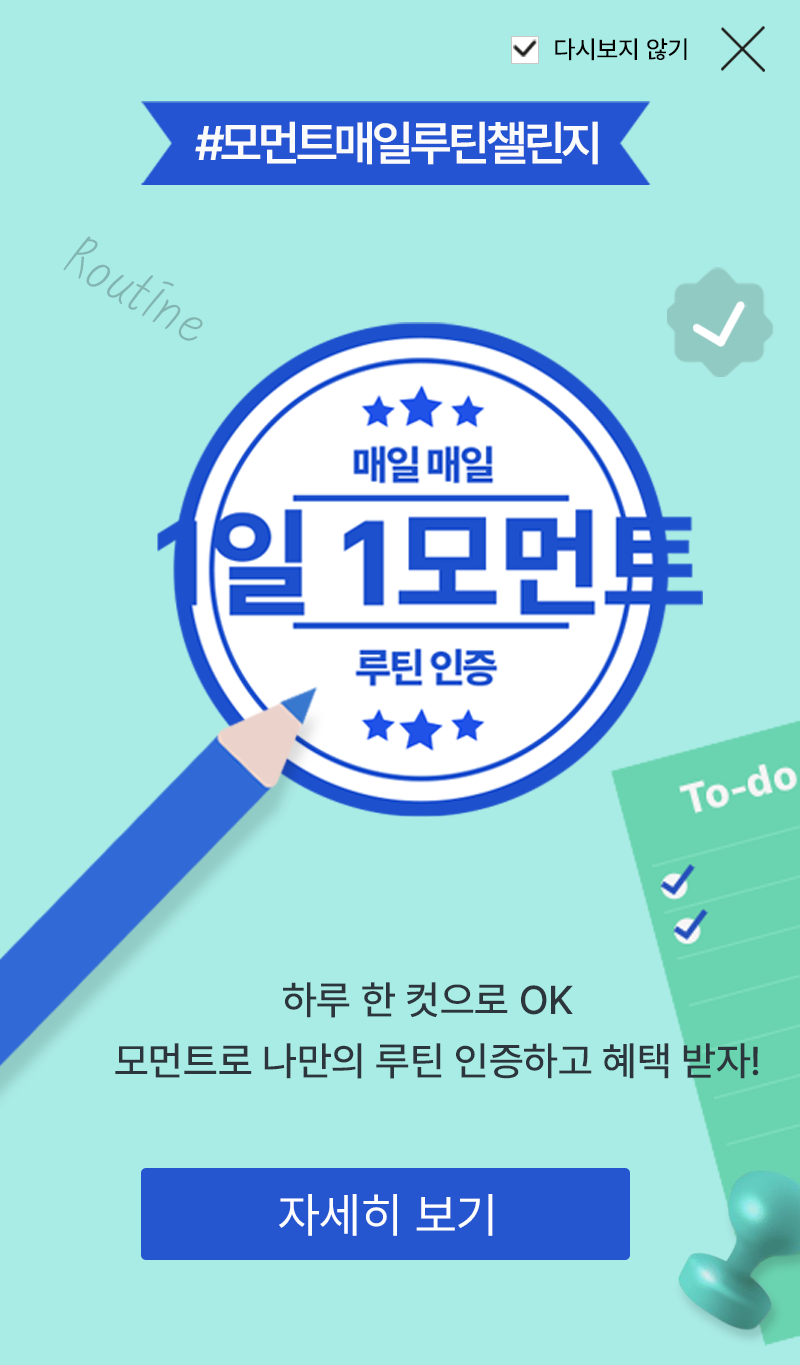 다시보지 않기
#모먼트매일루틴챌린지
Routine
매일 매일
1일 1모먼트
루틴 인증
To-do
하루 한 컷으로 OK
모먼트로 나만의 루틴 인증하고 혜택 받자!
자세히 보기